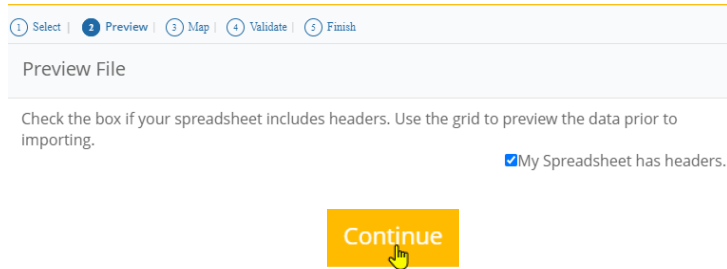 1 Select | 2 Preview | 3 Map | 4 Validate | 5 Finish
Preview File
Check the box if your spreadsheet includes headers. Use the grid to preview the data prior to
importing.
My Spreadsheet has headers.
Continue